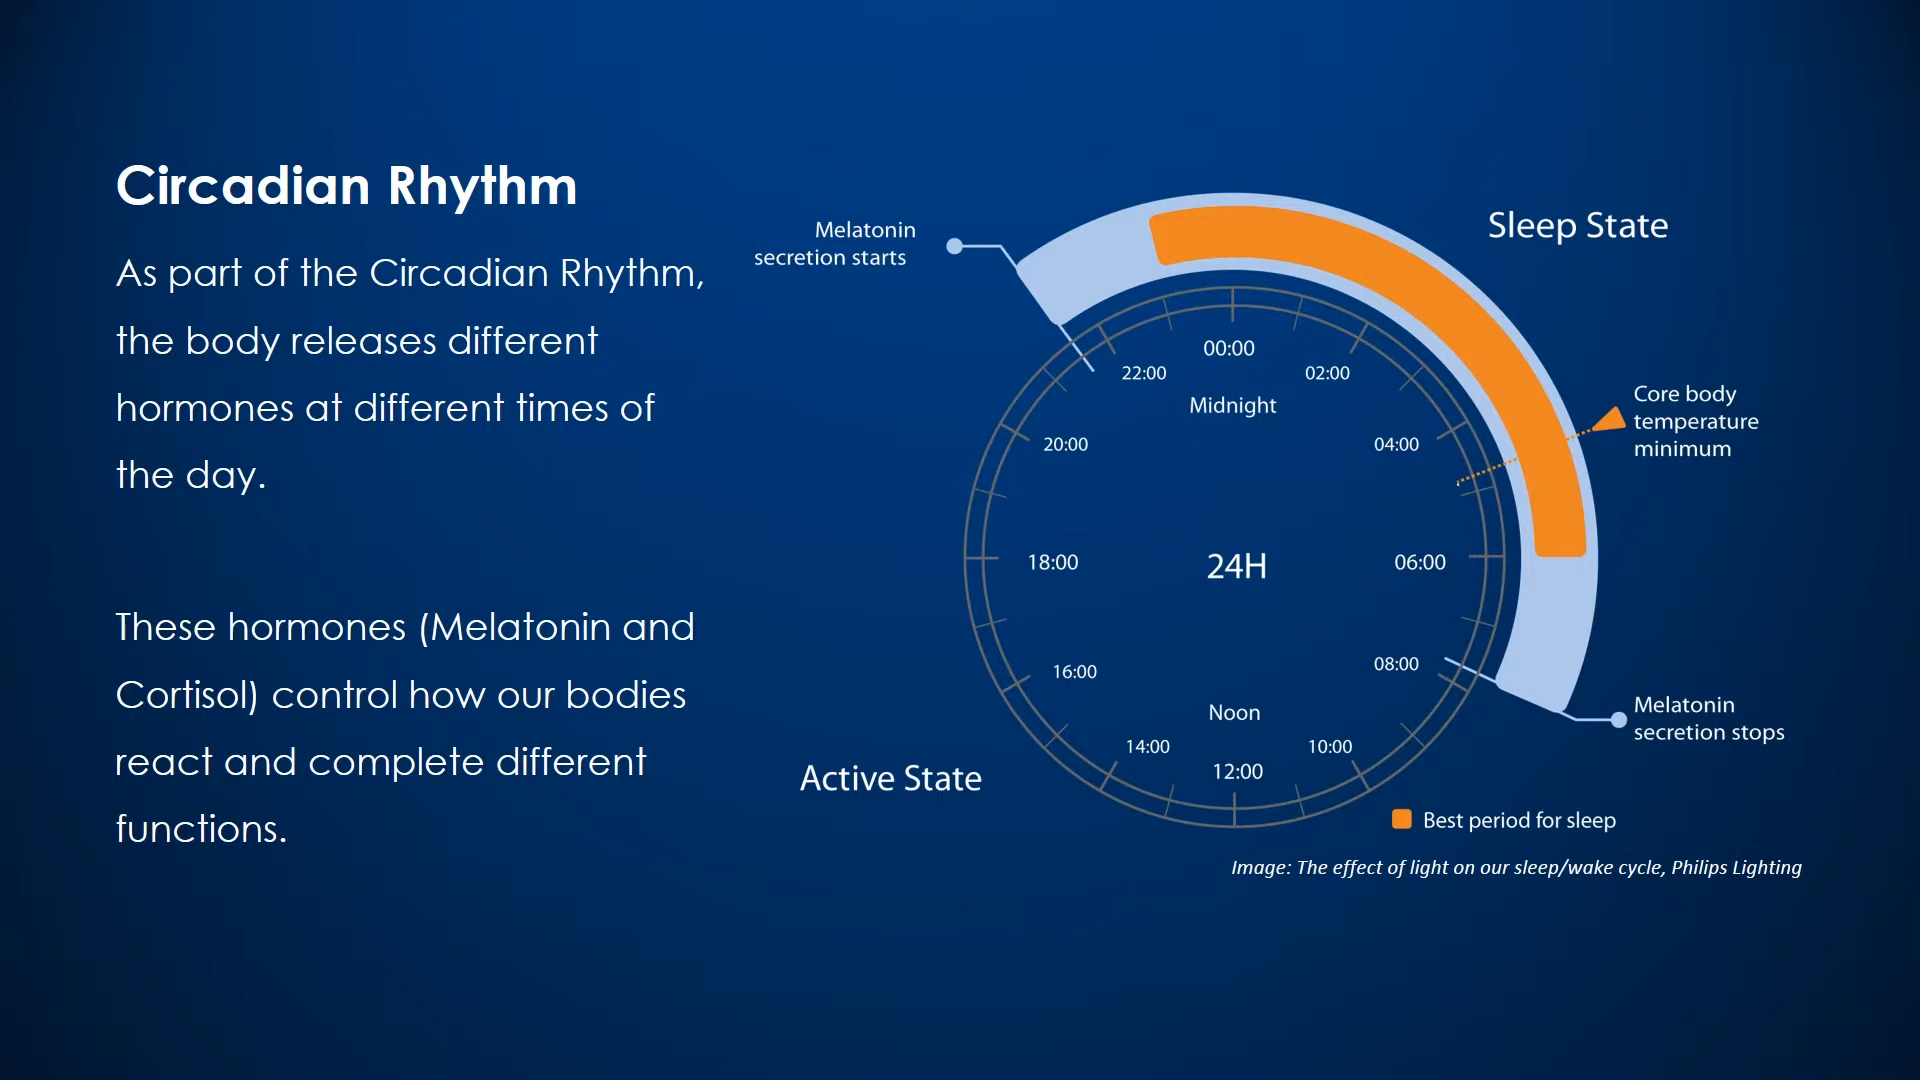 Circadian Rhythm
As part of the Circadian Rhythm,
the body releases different
hormones at different times of
the day.
These hormones (Melatonin and
Cortisol) control how our bodies
react and complete different
functions.
Melatonin
secretion starts
Sleep State
00:00
22:00
02:00
Midnight
Core body
temperature
minimum
20:00
04:00
18:00
24H
06:00
16:00
08:00
Noon
Melatonin
secretion stops
14:00
10:00
12:00
Active State
Best period for sleep
Image: The effect of light on our sleep/wake cycle, Philips Lighting